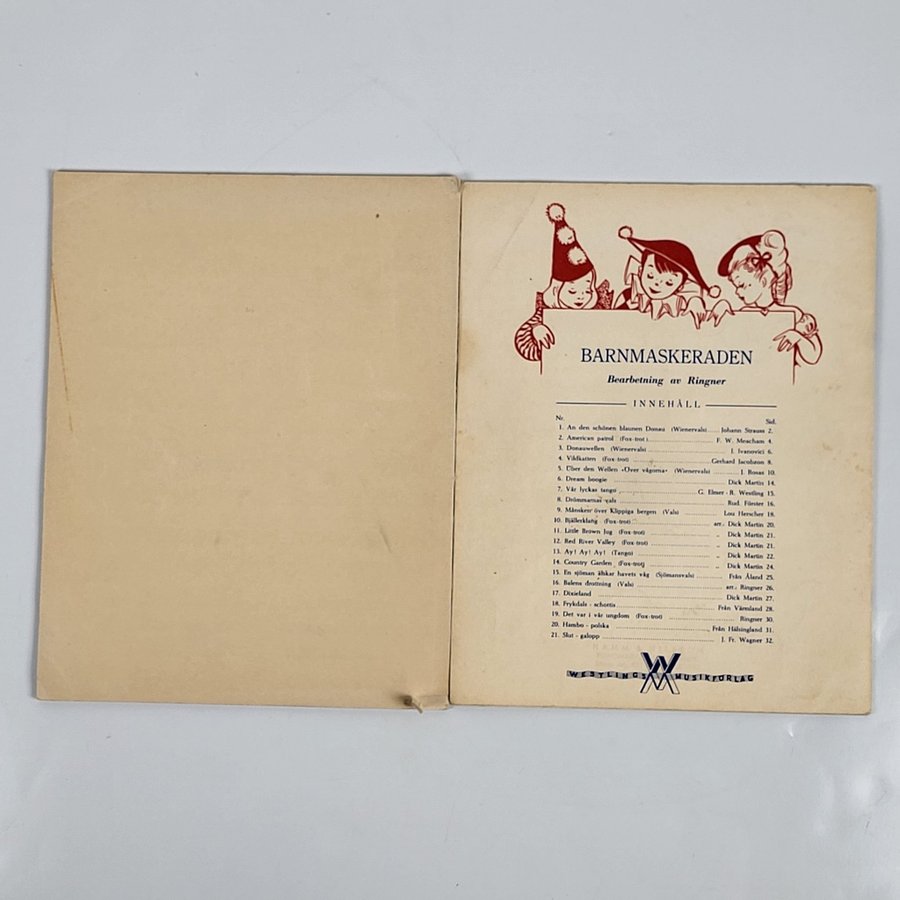 BARNMASKERADEN
Bearbetning av Ringner
INNEHÅLL
Nr. Sid.
1. An den schönen blaunen Donau (Wienervals) Johann Strauss 2.
2. American patrol (Fox-trot) F. W. Meacham 4.
3. Donauwellen (Wienervals) J. Ivanovici 6.
4. Vildkatten (Fox-trot) Gerhard Jacobzon 8.
5. Über den Wellen »Över vågorna» (Wienervals) J. Rosas 10.
6. Dream boogie Dick Martin 14.
7. Vår lyckas tango G. Elmer - R. Westling 15.
8. Drömmarnas vals Rud. Förster 16.
9. Månsken över Klippiga bergen (Vals) Lou Herscher 18.
10. Bjällerklang (Fox-trot) arr.: Dick Martin 20.
11. Little Brown Jug (Fox-trot) „ Dick Martin 21.
12. Red River Valley (Fox-trot) „ Dick Martin 21.
13. Ay! Ay! Ay! (Tango) „ Dick Martin 22.
14. Country Garden (Fox-trot) „ Dick Martin 24.
15. En sjöman älskar havets våg (Sjömansvals) Från Åland 25.
16. Balens drottning (Vals) arr.: Ringner 26.
17. Dixieland Dick Martin 27.
18. Frykdals - schottis Från Värmland 28.
19. Det var i vår ungdom (Fox-trot) Ringner 30.
20. Hambo - polska Från Hälsingland 31.
21. Slut - galopp J. Fr. Wagner 32.
WESTLINGS MUSIKFÖRLAG